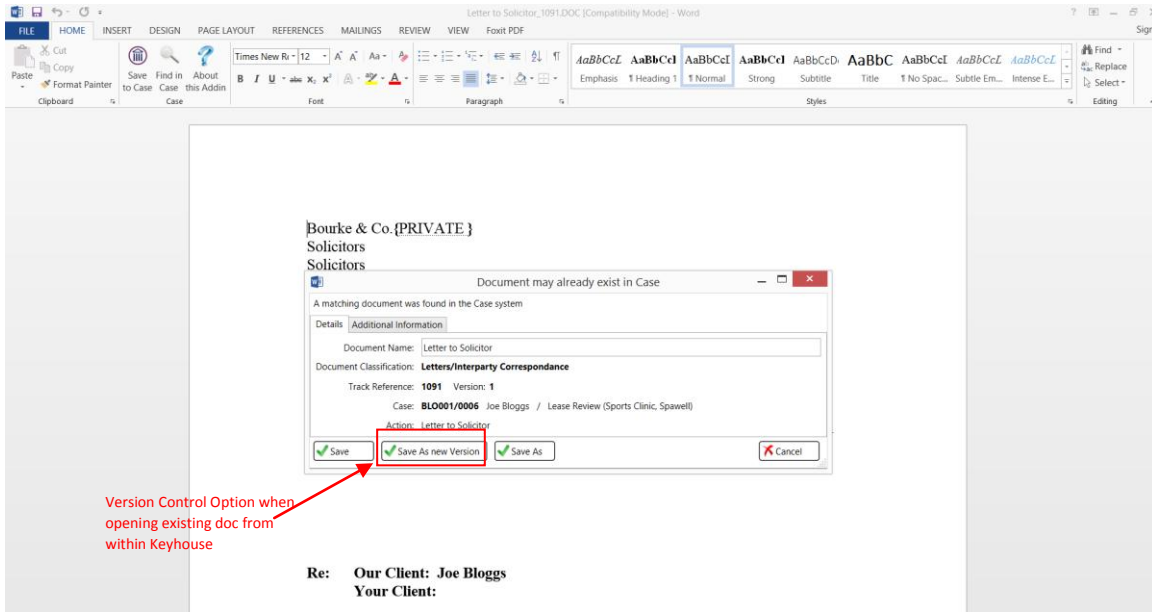 Letter to Solicitor_1091.DOC [Compatibility Mode] - Word
FILE HOME INSERT DESIGN PAGE LAYOUT REFERENCES MAILINGS REVIEW VIEW Foxit PDF Sign
Cut
Copy
Paste
Format Painter
Save to Case
Find in Case
About this Addin
Times New R 12
Aa
B I U abc X₂ X² A A
AaBbCcL AaBbCcI AaBbCcI AaBbCcI AaBbCcD AaBbC AaBbCcI AaBbCcL AaBbCcL
Emphasis ¶ Heading 1 ¶ Normal Strong Subtitle Title ¶ No Spac... Subtle Em... Intense E...
Find
Replace
Select
Clipboard Case Font Paragraph Styles Editing
Bourke & Co.{PRIVATE }
Solicitors
Solicitors
Document may already exist in Case
A matching document was found in the Case system
Details Additional Information
Document Name: Letter to Solicitor
Document Classification: Letters/Interparty Correspondance
Track Reference: 1091 Version: 1
Case: BLO001/0006 Joe Bloggs / Lease Review (Sports Clinic, Spawell)
Action: Letter to Solicitor
Save Save As new Version Save As Cancel
Version Control Option when
opening existing doc from
within Keyhouse
Re: Our Client: Joe Bloggs
Your Client: